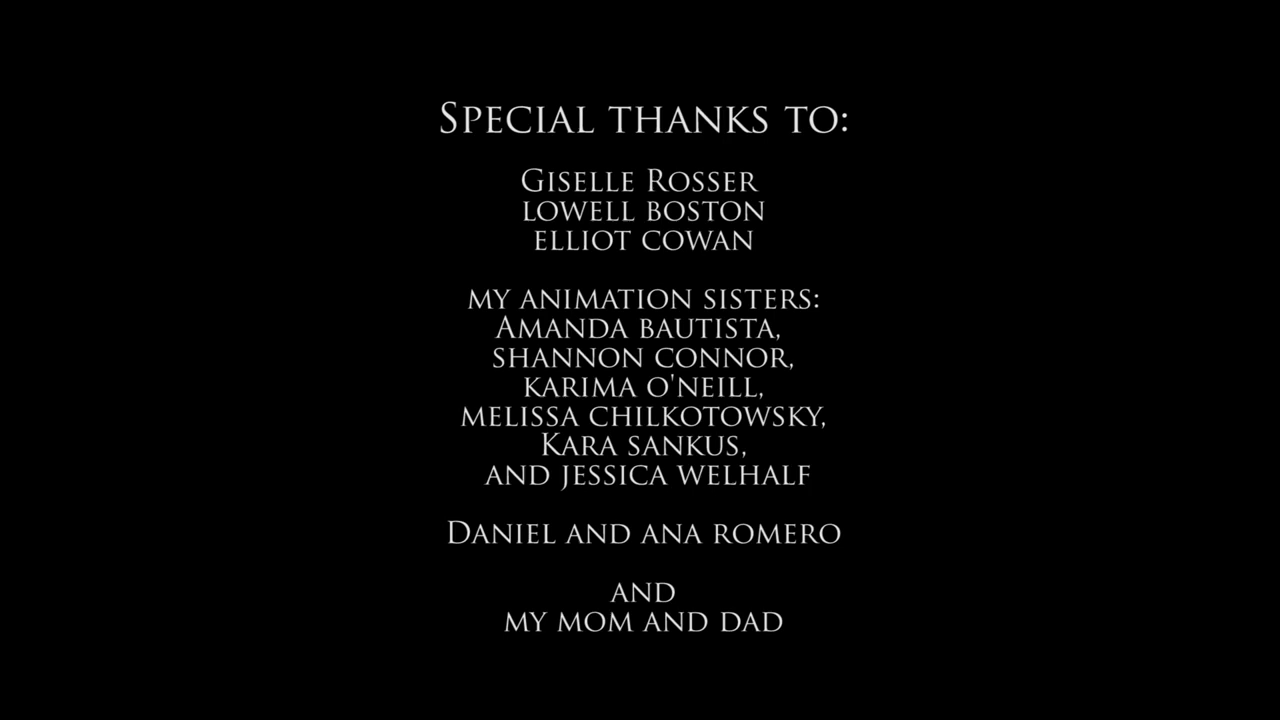 Special thanks to:
Giselle Rosser
lowell boston
elliot cowan
my animation sisters:
Amanda bautista,
shannon connor,
karima o'neill,
melissa chilkotowsky,
Kara sankus,
and jessica welhalf
Daniel and ana romero
and
my mom and dad